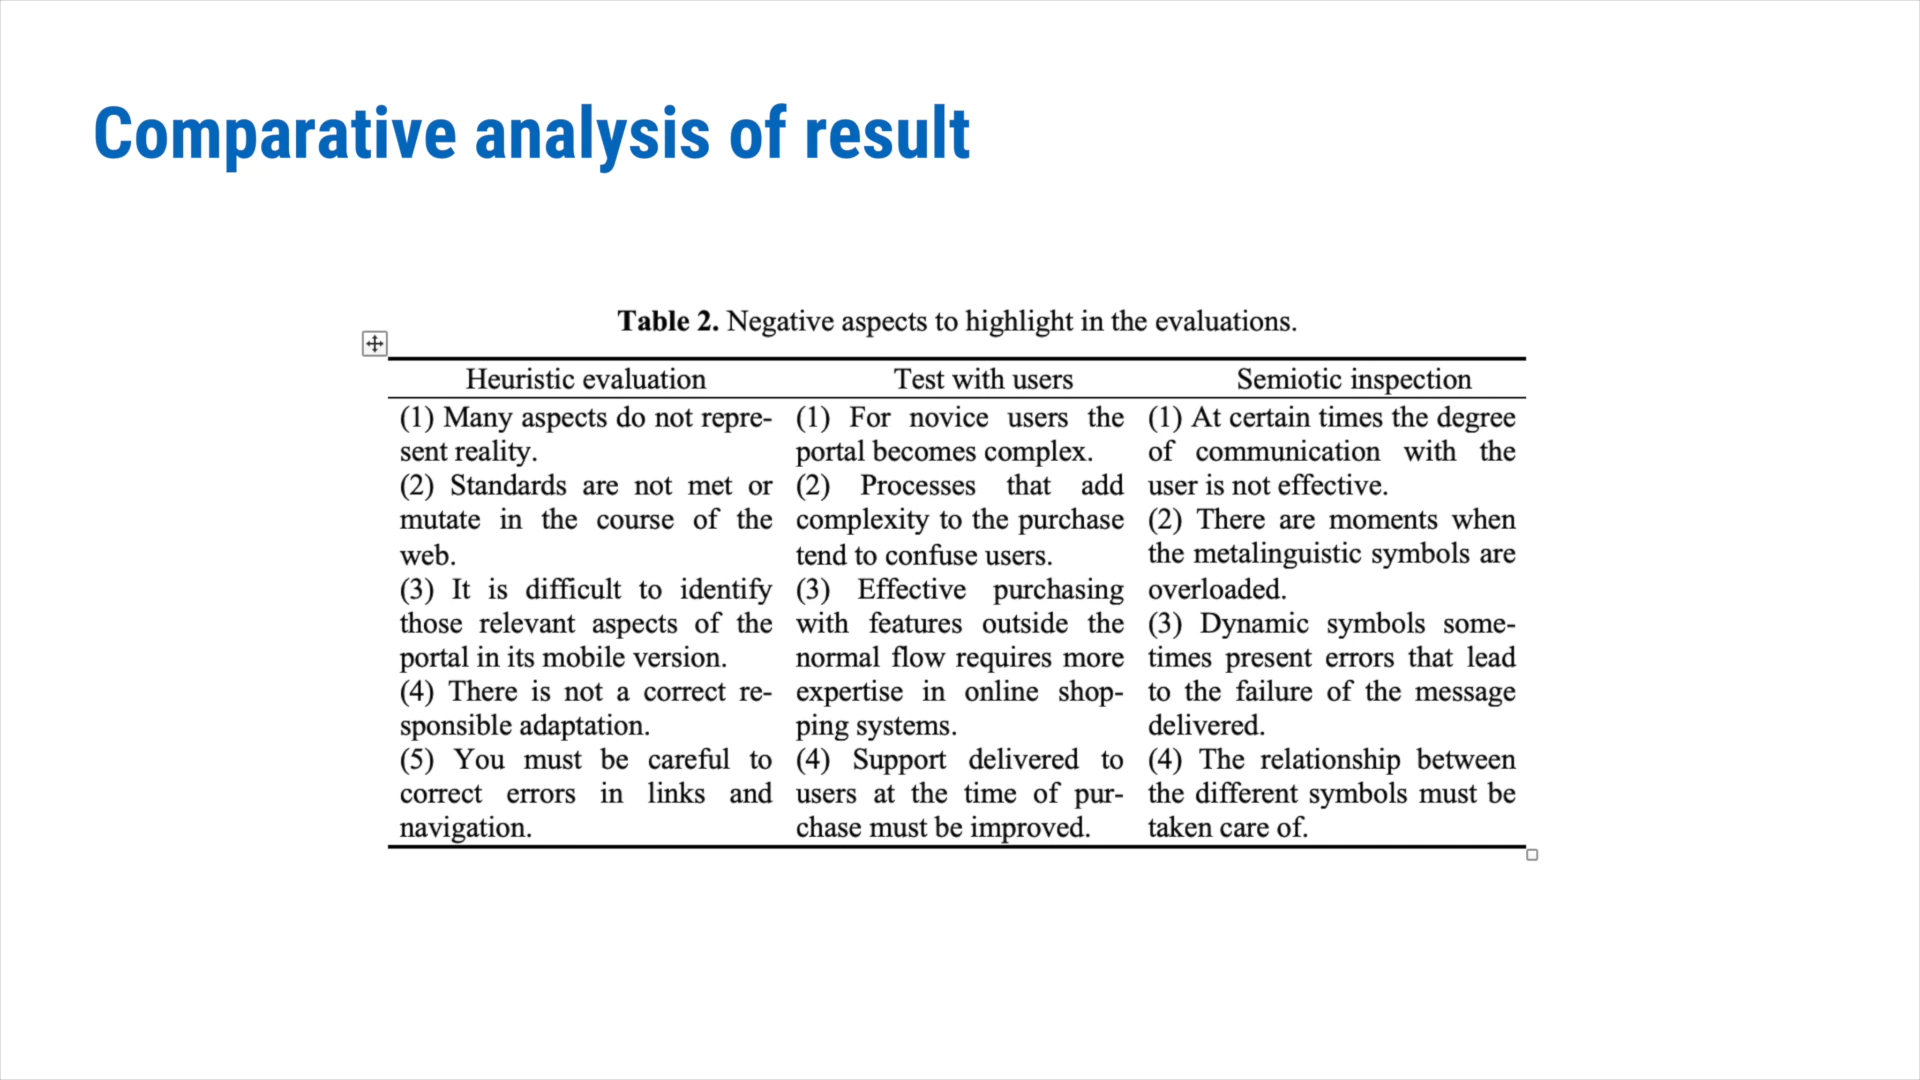 Comparative analysis of result
Table 2. Negative aspects to highlight in the evaluations.
Heuristic evaluation
(1) Many aspects do not repre-
sent reality.
(2) Standards are not met or
mutate in the course of the
web.
(3) It is difficult to identify
those relevant aspects of the
portal in its mobile version.
(4) There is not a correct re-
sponsible adaptation.
(5) You must be careful to
correct errors in links and
navigation.
Test with users
(1) For novice users the
portal becomes complex.
(2) Processes that add
complexity to the purchase
tend to confuse users.
(3) Effective purchasing
with features outside the
normal flow requires more
expertise in online shop-
ping systems.
(4) Support delivered to
users at the time of pur-
chase must be improved.
Semiotic inspection
(1) At certain times the degree
of communication with the
user is not effective.
(2) There are moments when
the metalinguistic symbols are
overloaded.
(3) Dynamic symbols some-
times present errors that lead
to the failure of the message
delivered.
(4) The relationship between
the different symbols must be
taken care of.